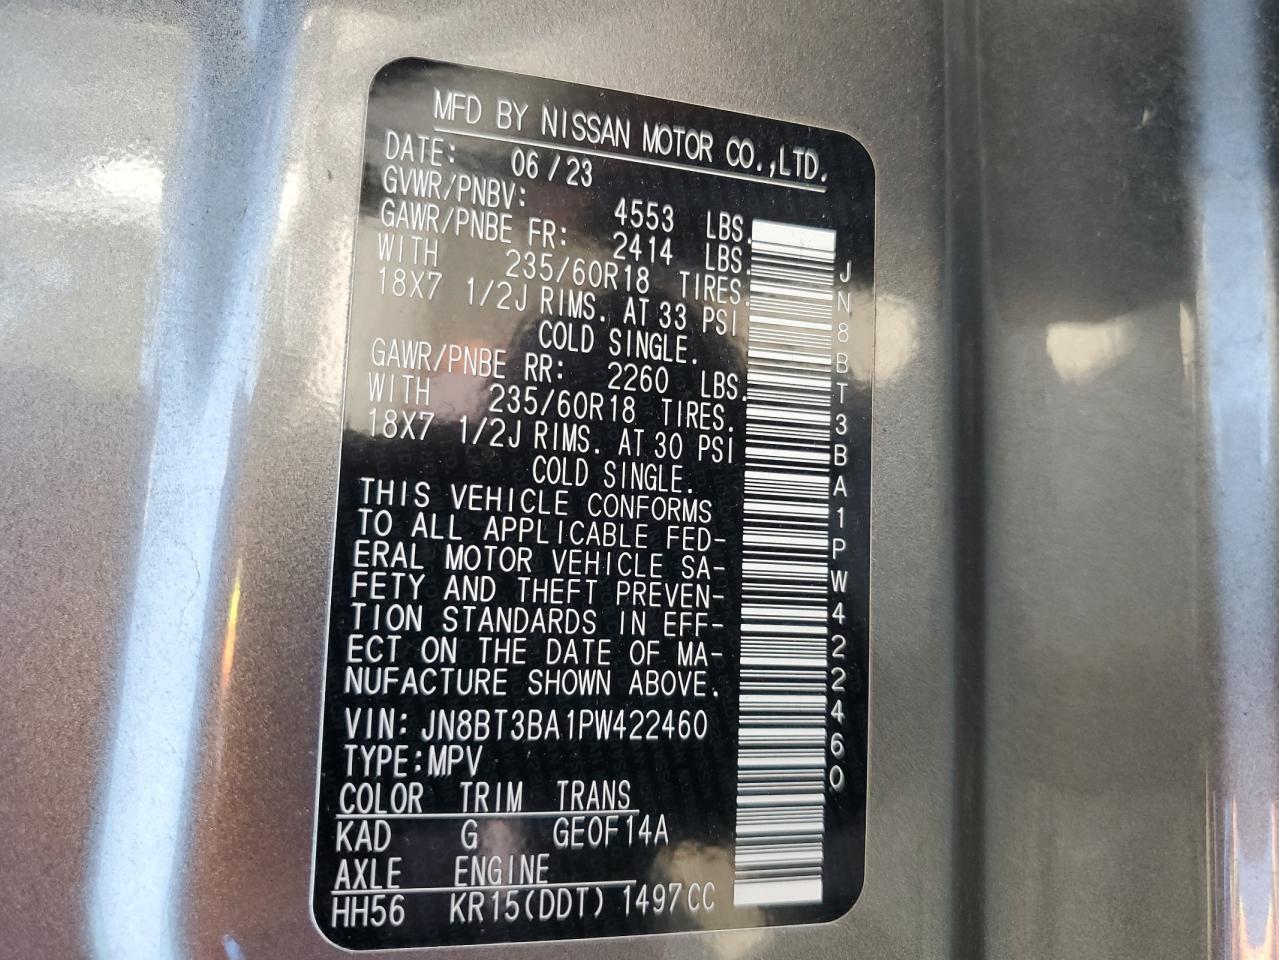 MFD BY NISSAN MOTOR CO.,LTD.
DATE: 06/23
GVWR/PNBV: 4553 LBS.
GAWR/PNBE FR: 2414 LBS.
WITH 235/60R18 TIRES.
18X7 1/2J RIMS. AT 33 PSI
COLD SINGLE.
GAWR/PNBE RR: 2260 LBS.
WITH 235/60R18 TIRES.
18X7 1/2J RIMS. AT 30 PSI
COLD SINGLE.
THIS VEHICLE CONFORMS
TO ALL APPLICABLE FED-
ERAL MOTOR VEHICLE SA-
FETY AND THEFT PREVEN-
TION STANDARDS IN EFF-
ECT ON THE DATE OF MA-
NUFACTURE SHOWN ABOVE.
VIN: JN8BT3BA1PW422460
TYPE:MPV
COLOR TRIM TRANS
KAD G GE0F14A
AXLE ENGINE
HH56 KR15(DDT) 1497CC
JN8BT3BA1PW422460